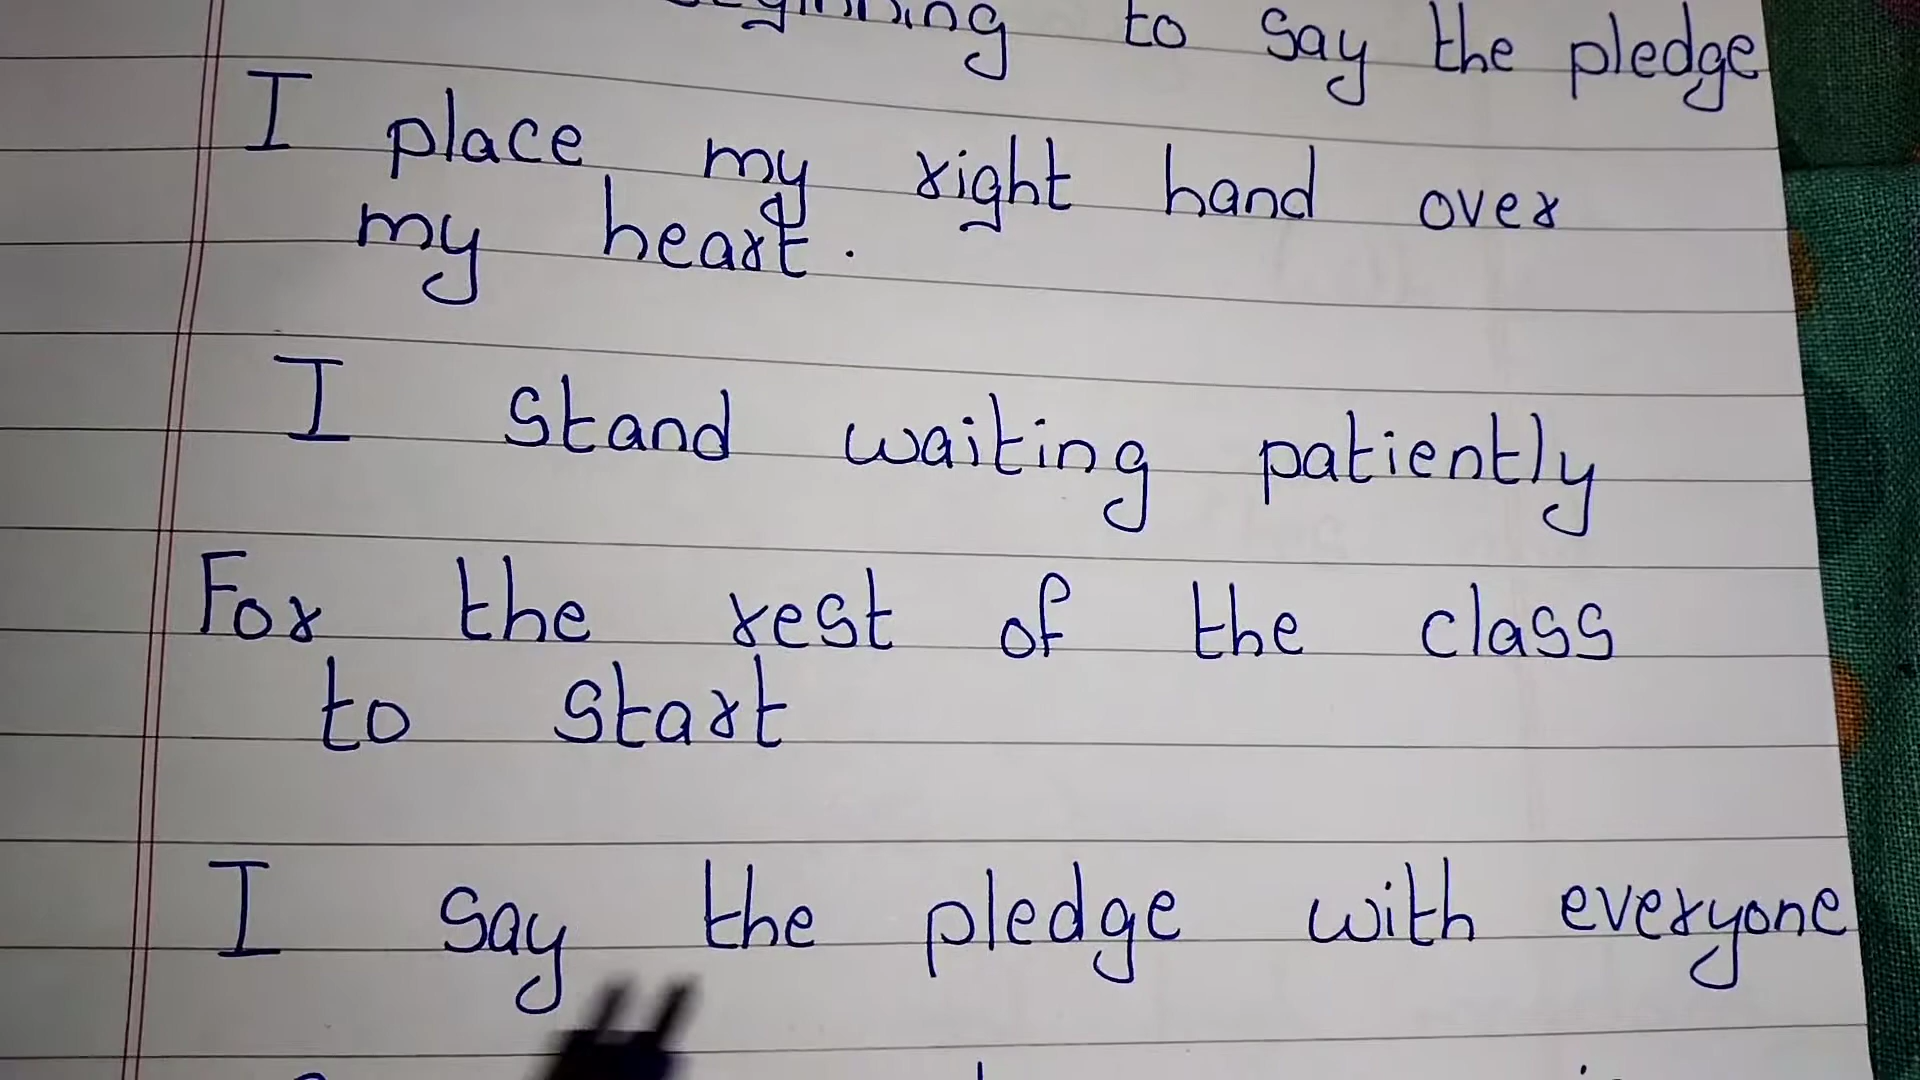 beginning to say the pledge
I place my right hand over
my heart.
I stand waiting patiently
For the rest of the class
to start
I say the pledge with everyone